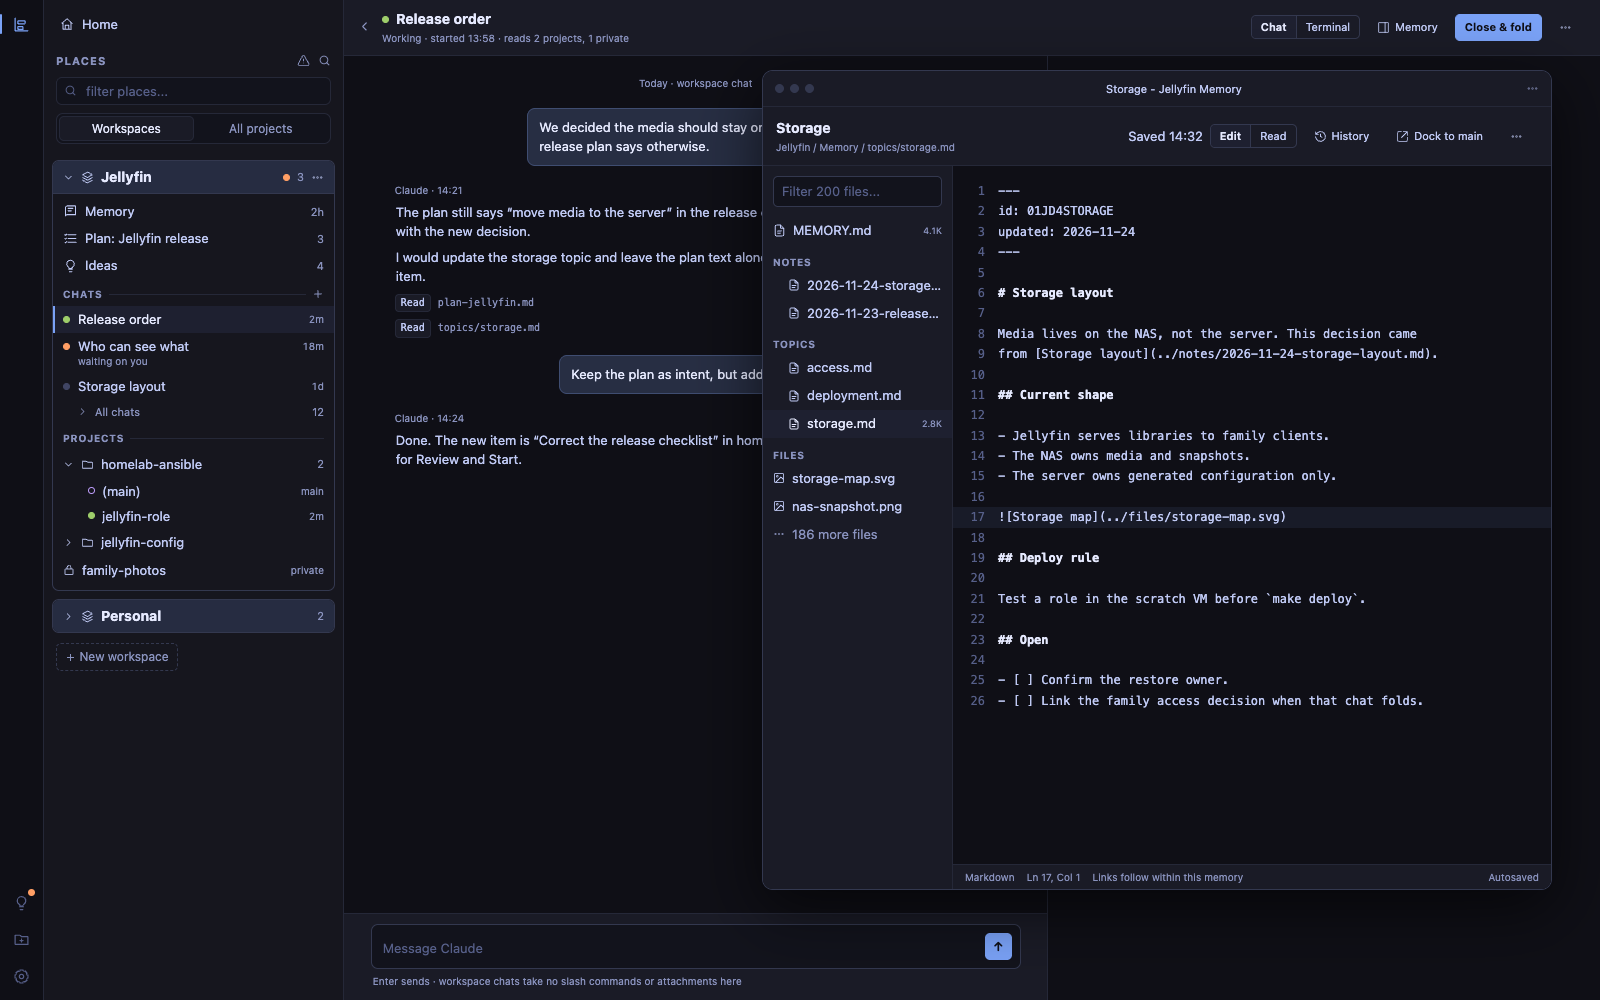 Home
PLACES
filter places...
Workspaces
All projects
Jellyfin
3
Memory
2h
Plan: Jellyfin release
3
Ideas
4
CHATS
Release order
2m
Who can see what
18m
waiting on you
Storage layout
1d
All chats
12
PROJECTS
homelab-ansible
2
(main)
main
jellyfin-role
2m
jellyfin-config
family-photos
private
Personal
2
+ New workspace
Release order
Working · started 13:58 · reads 2 projects, 1 private
Chat
Terminal
Memory
Close & fold
Today · workspace chat
We decided the media should stay or
release plan says otherwise.
Claude · 14:21
The plan still says “move media to the server” in the release
with the new decision.
I would update the storage topic and leave the plan text alon
item.
Read plan-jellyfin.md
Read topics/storage.md
Keep the plan as intent, but add
Claude · 14:24
Done. The new item is “Correct the release checklist” in hom
for Review and Start.
Message Claude
Enter sends · workspace chats take no slash commands or attachments here
Storage - Jellyfin Memory
Storage
Jellyfin / Memory / topics/storage.md
Saved 14:32
Edit
Read
History
Dock to main
Filter 200 files...
MEMORY.md
4.1K
NOTES
2026-11-24-storage...
2026-11-23-release...
TOPICS
access.md
deployment.md
storage.md
2.8K
FILES
storage-map.svg
nas-snapshot.png
186 more files
1 ---
2 id: 01JD4STORAGE
3 updated: 2026-11-24
4 ---
5
6 # Storage layout
7
8 Media lives on the NAS, not the server. This decision came
9 from [Storage layout](../notes/2026-11-24-storage-layout.md).
10
11 ## Current shape
12
13 - Jellyfin serves libraries to family clients.
14 - The NAS owns media and snapshots.
15 - The server owns generated configuration only.
16
17 ![Storage map](../files/storage-map.svg)
18
19 ## Deploy rule
20
21 Test a role in the scratch VM before `make deploy`.
22
23 ## Open
24
25 - [ ] Confirm the restore owner.
26 - [ ] Link the family access decision when that chat folds.
Markdown
Ln 17, Col 1
Links follow within this memory
Autosaved